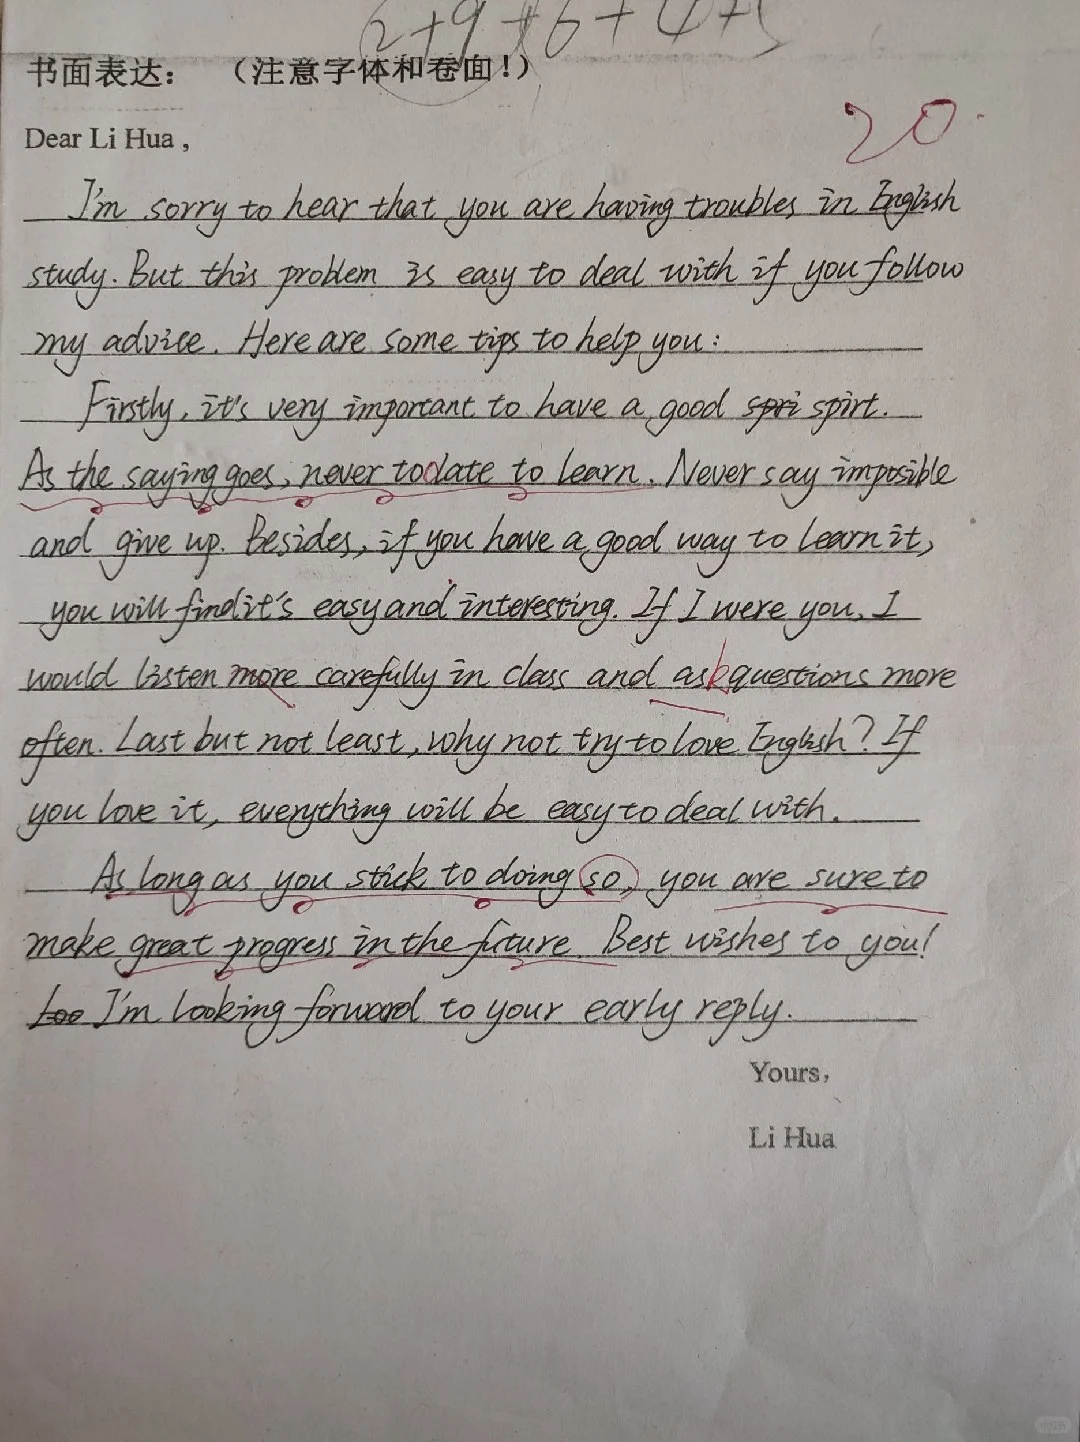 2+9+6+4+5
书面表达： （注意字体和卷面！）
20.
Dear Li Hua ,
I'm sorry to hear that you are having troubles in English
study. But this problem is easy to deal with if you follow
my advice. Here are some tips to help you:
Firstly, it's very important to have a good spri spirt.
As the saying goes, never to late to learn. Never say imposible
and give up. Besides, if you have a good way to learn it,
you will find it's easy and interesting. If I were you, I
would listen more carefully in class and ask questions more
often. Last but not least, why not try to love English? If
you love it, everything will be easy to deal with.
As long as you stick to doing so, you are sure to
make great progress in the future. Best wishes to you!
Loo I'm looking forward to your early reply.
Yours,
Li Hua